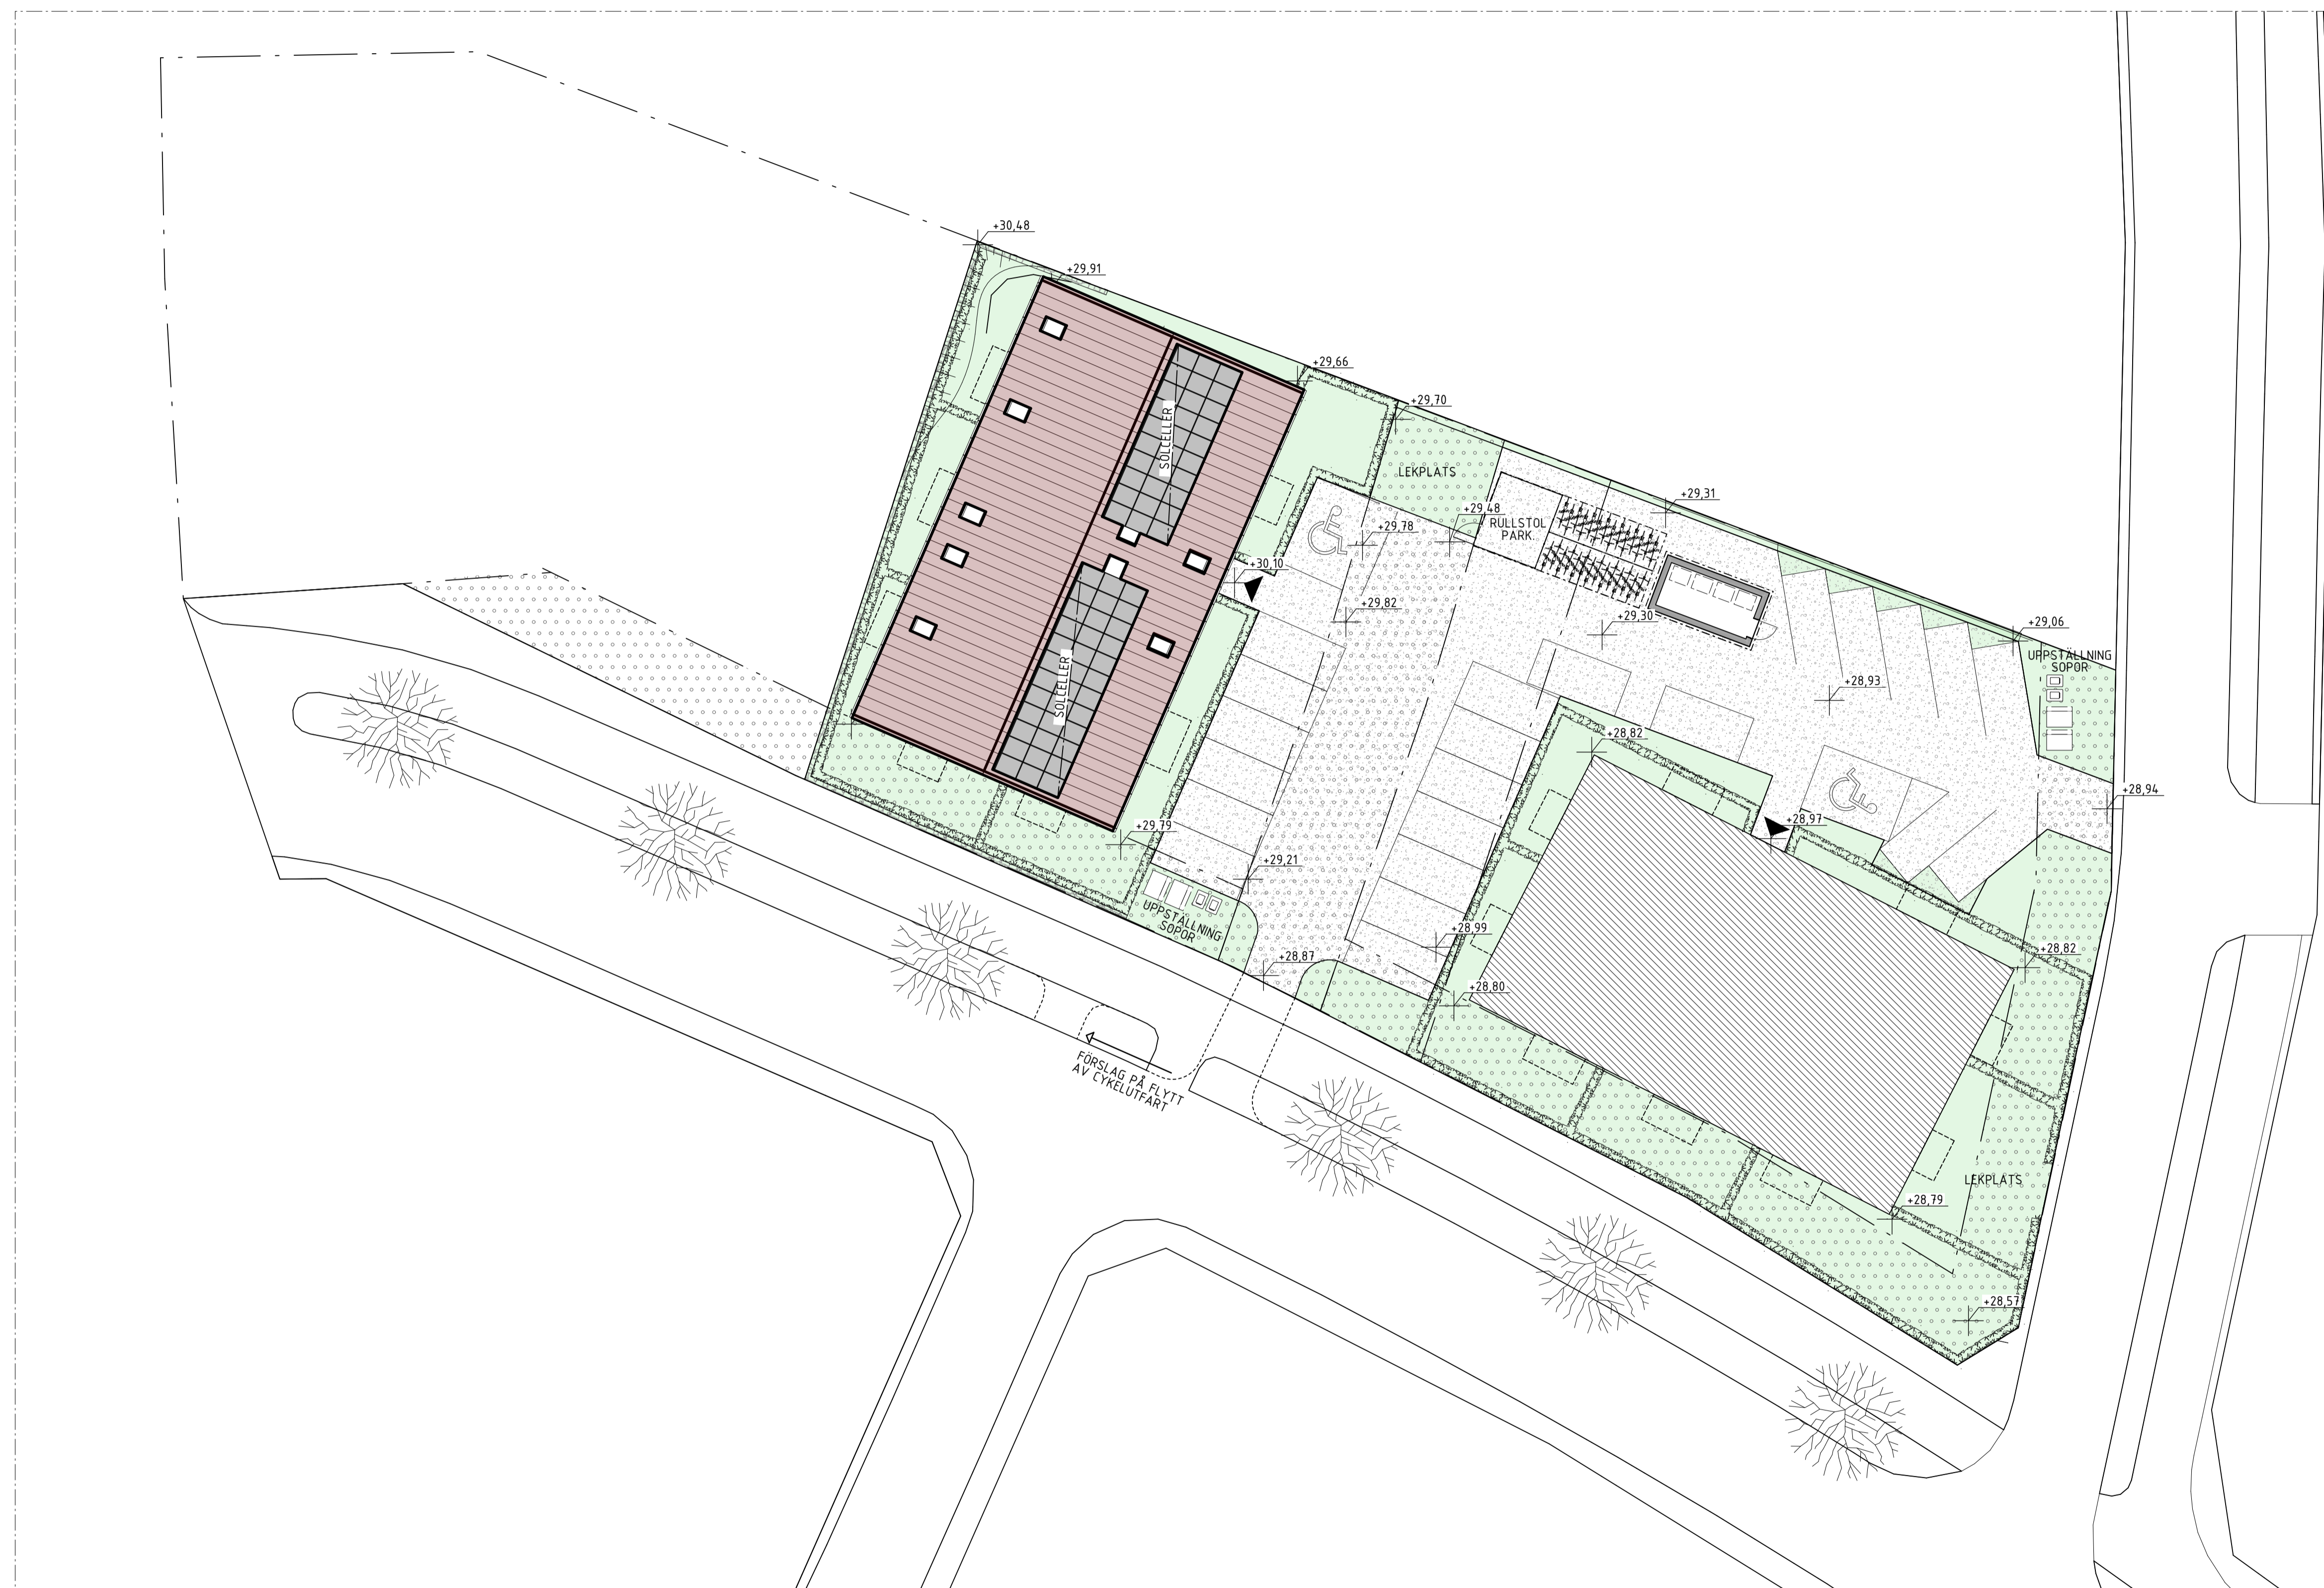 +30,48
+29,91
+29,66
+29,70
SOLCELLER
LEKPLATS
+29,31
+29,48
RULLSTOL
PARK.
+29,78
+30,10
+29,82
+29,30
+29,06
UPPSTÄLLNING
SOPOR
SOLCELLER
+28,93
+28,82
+28,94
+28,97
+29,79
+29,21
UPPSTÄLLNING
SOPOR
+28,99
+28,82
+28,87
+28,80
FÖRSLAG PÅ FLYTT
AV CYKELUTFART
LEKPLATS
+28,79
+28,57